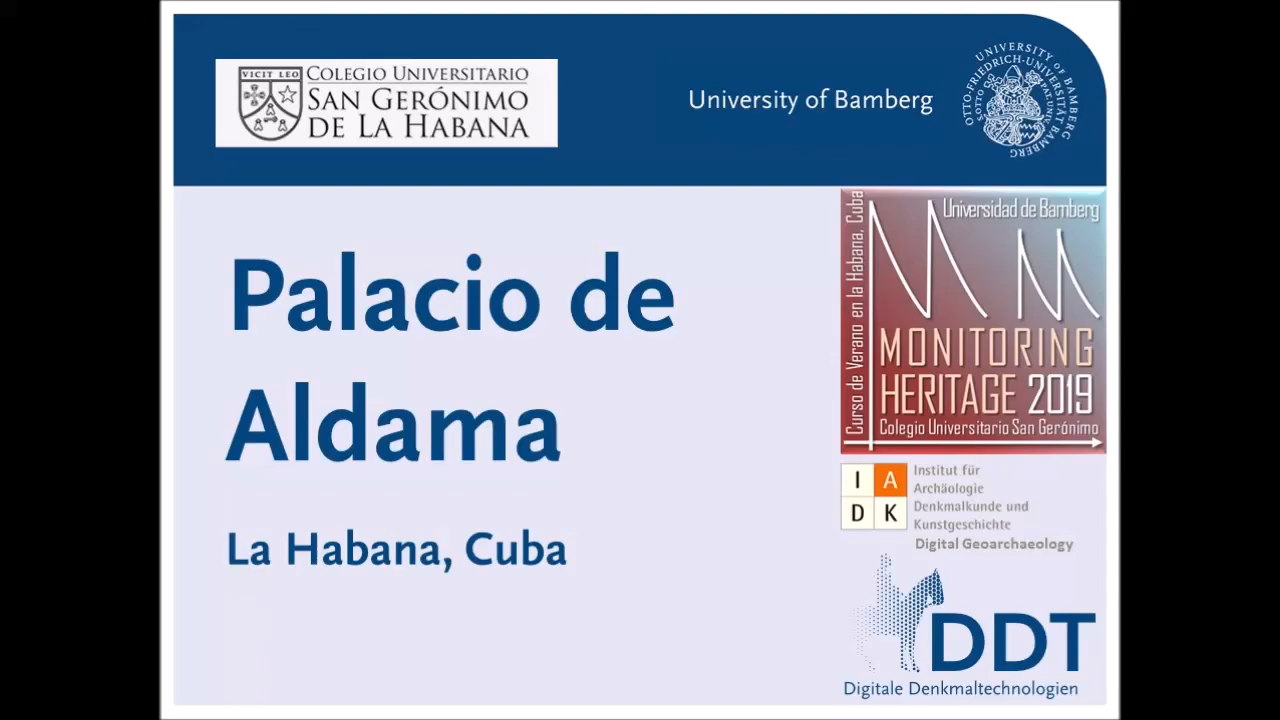 VICIT LEO
COLEGIO UNIVERSITARIO
SAN GERÓNIMO
DE LA HABANA
University of Bamberg
UNIVERSITY OF BAMBERG
OTTO-FRIEDRICH-UNIVERSITÄT BAMBERG
Palacio de
Aldama
La Habana, Cuba
Curso de Verano en la Habana, Cuba
Universidad de Bamberg
MONITORING
HERITAGE 2019
Colegio Universitario San Gerónimo
I A
D K
Institut für
Archäologie
Denkmalkunde und
Kunstgeschichte
Digital Geoarchaeology
DDT
Digitale Denkmaltechnologien